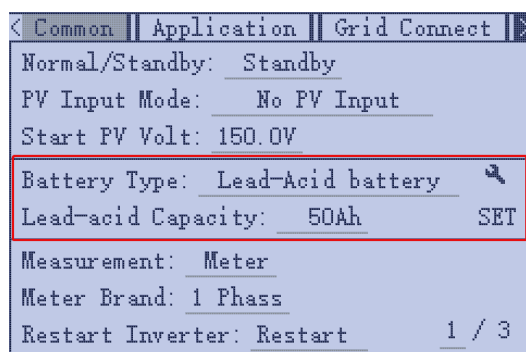 Common Application Grid Connect
Normal/Standby: Standby
PV Input Mode: No PV Input
Start PV Volt: 150.0V
Battery Type: Lead-Acid battery
Lead-acid Capacity: 50Ah SET
Measurement: Meter
Meter Brand: 1 Phass
Restart Inverter: Restart 1 / 3